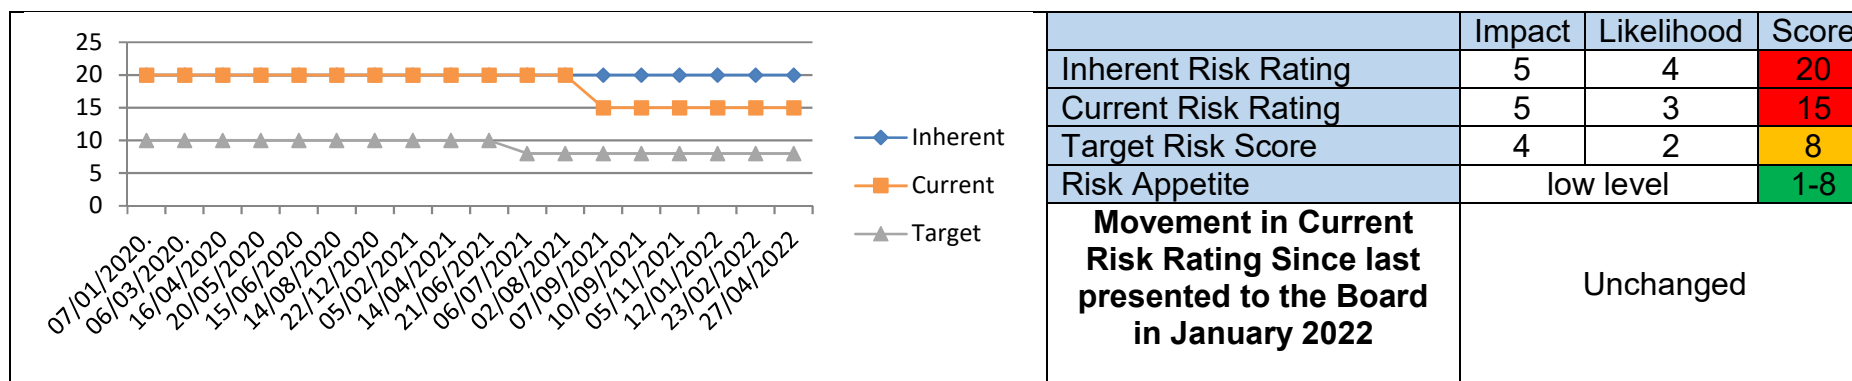 25
20
15
10
5
0
07/01/2020.
06/03/2020.
16/04/2020
20/05/2020
15/06/2020
14/08/2020
22/12/2020
05/02/2021
14/04/2021
21/06/2021
06/07/2021
02/08/2021
07/09/2021
10/09/2021
05/11/2021
12/01/2022
23/02/2022
27/04/2022
Inherent
Current
Target
Impact Likelihood Score
Inherent Risk Rating 5 4 20
Current Risk Rating 5 3 15
Target Risk Score 4 2 8
Risk Appetite low level 1-8
Movement in Current
Risk Rating Since last
presented to the Board
in January 2022
Unchanged